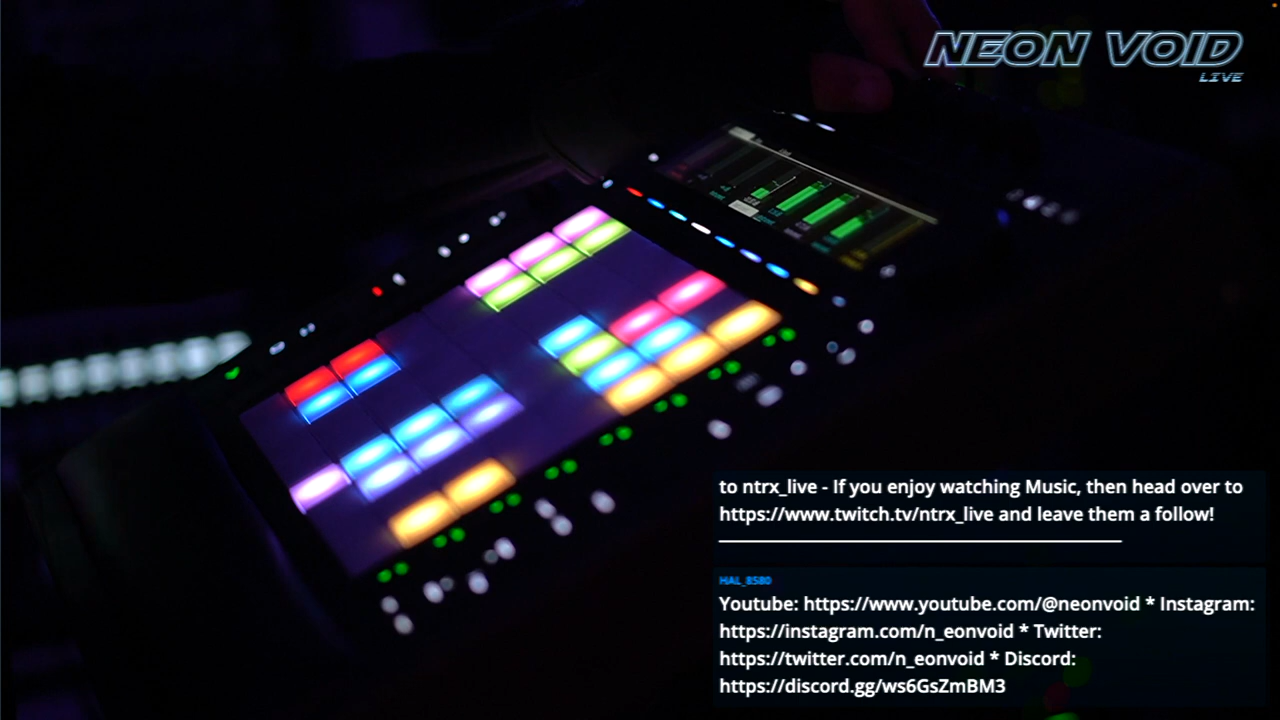 NEON VOID
LIVE
to ntrx_live - If you enjoy watching Music, then head over to
https://www.twitch.tv/ntrx_live and leave them a follow!
HAL_8580
Youtube: https://www.youtube.com/@neonvoid * Instagram:
https://instagram.com/n_eonvoid * Twitter:
https://twitter.com/n_eonvoid * Discord:
https://discord.gg/ws6GsZmBM3